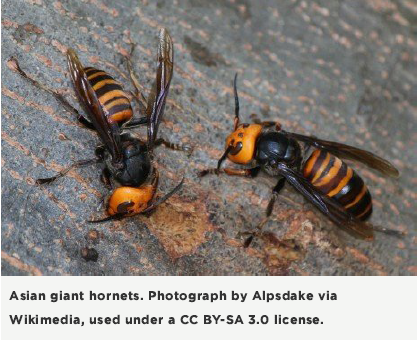 Asian giant hornets. Photograph by Alpsdake via
Wikimedia, used under a CC BY-SA 3.0 license.